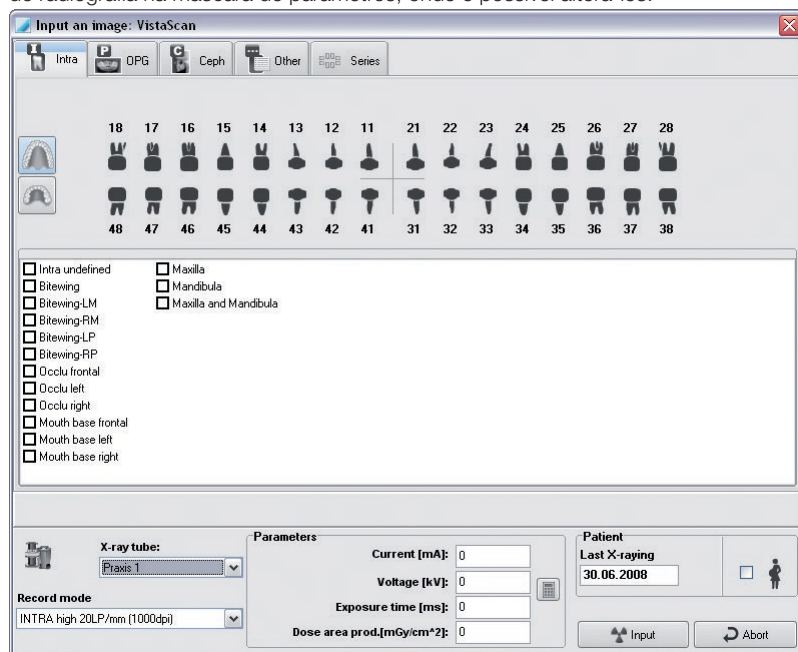 de radiografia na máscara de parâmetros, onde é possível alterá-los.
Input an image: VistaScan
I Intra P OPG C Ceph Other Series
18 17 16 15 14 13 12 11 21 22 23 24 25 26 27 28
48 47 46 45 44 43 42 41 31 32 33 34 35 36 37 38
Intra undefined Maxilla
Bitewing Mandibula
Bitewing-LM Maxilla and Mandibula
Bitewing-RM
Bitewing-LP
Bitewing-RP
Occlu frontal
Occlu left
Occlu right
Mouth base frontal
Mouth base left
Mouth base right
X-ray tube:
Praxis 1
Record mode
INTRA high 20LP/mm (1000dpi)
Parameters
Current [mA]: 0
Voltage [kV]: 0
Exposure time [ms]: 0
Dose area prod.[mGy/cm^2]: 0
Patient
Last X-raying
30.06.2008
Input Abort